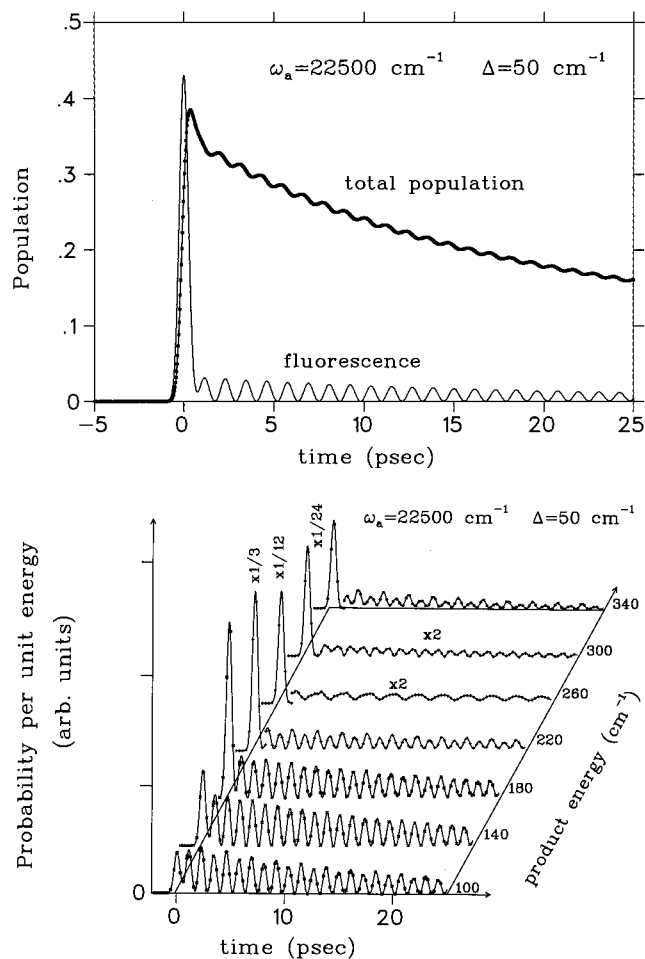 .5
ωₐ=22500 cm⁻¹ Δ=50 cm⁻¹
.4
.3
total population
.2
.1
fluorescence
0
Population
−5 0 5 10 15 20 25
time (psec)
ωₐ=22500 cm⁻¹ Δ=50 cm⁻¹
x1/3
x1/12
x1/24
340
x2
300
x2
260
220
180
140
100
0
Probability per unit energy
(arb. units)
product energy (cm⁻¹)
0 10 20
time (psec)